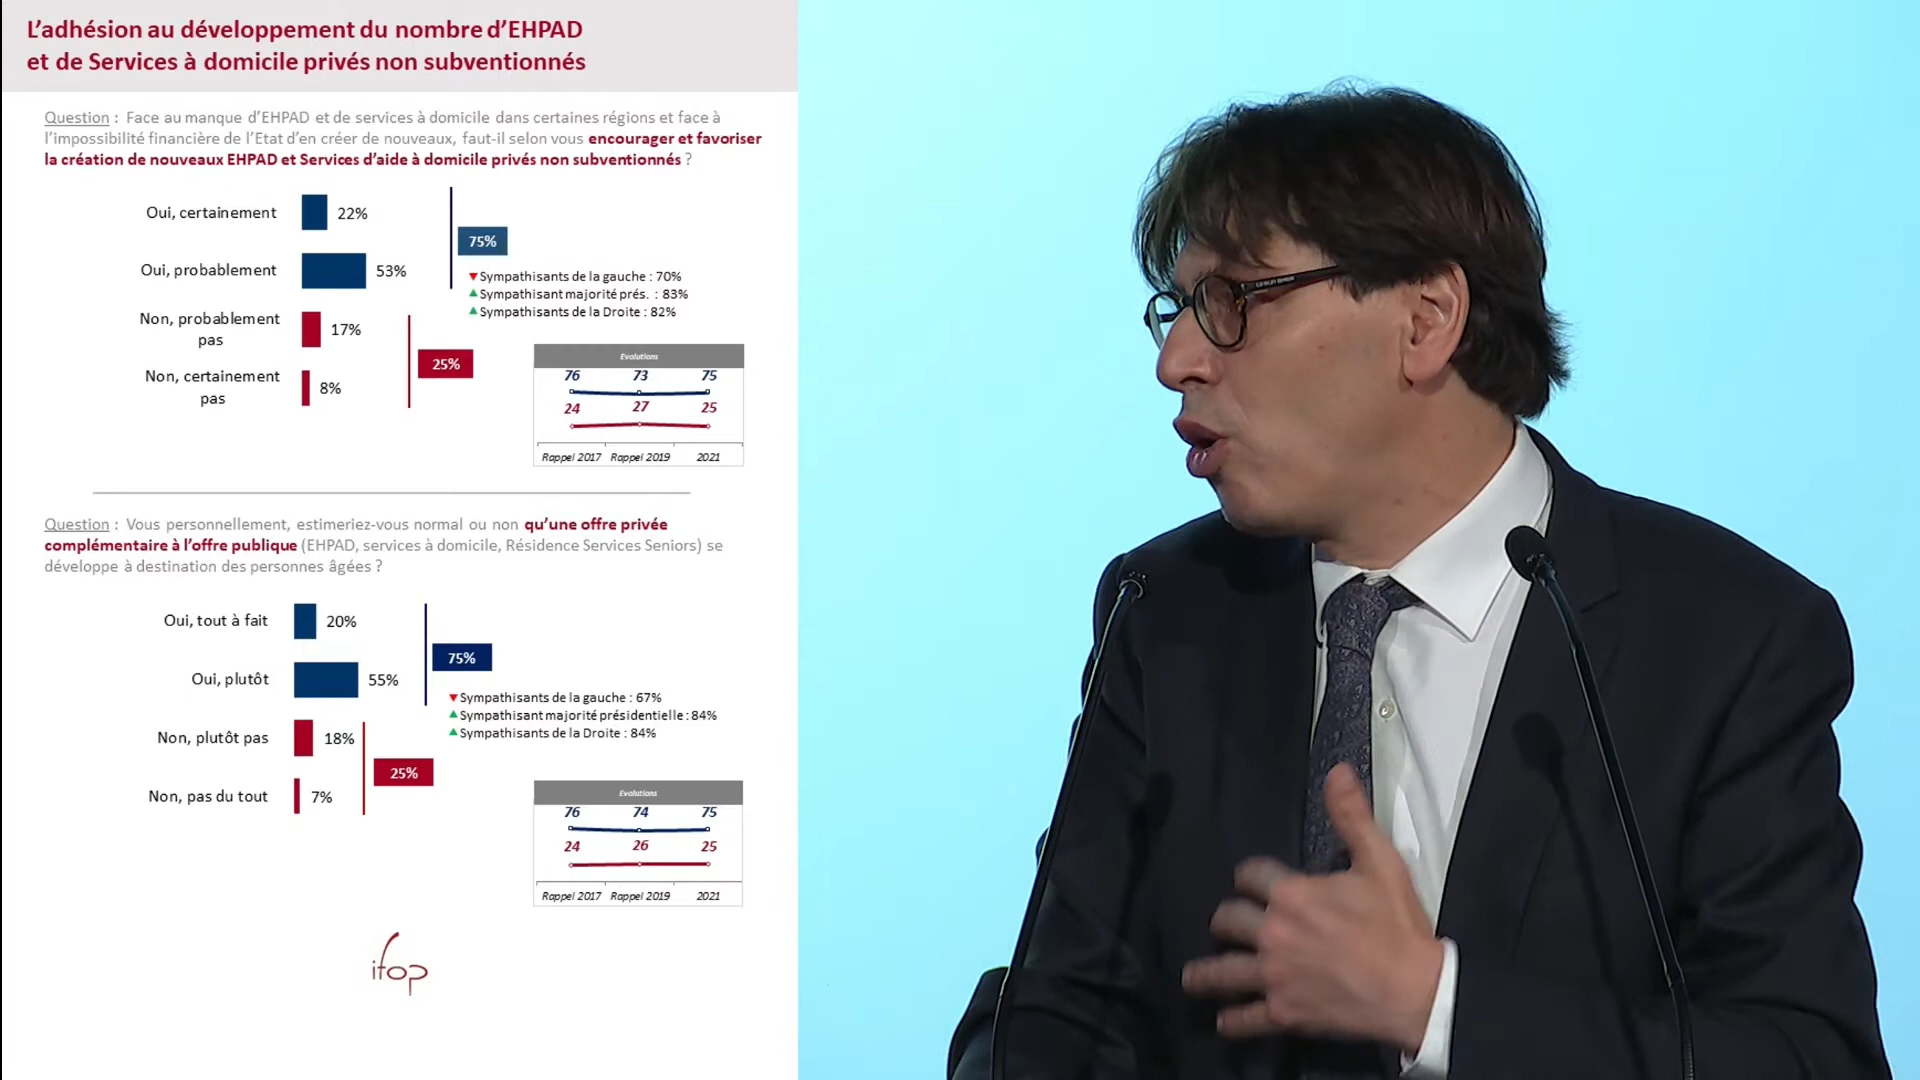 L’adhésion au développement du nombre d’EHPAD
et de Services à domicile privés non subventionnés
Question : Face au manque d’EHPAD et de services à domicile dans certaines régions et face à
l’impossibilité financière de l’Etat d’en créer de nouveaux, faut-il selon vous encourager et favoriser
la création de nouveaux EHPAD et Services d’aide à domicile privés non subventionnés ?
Oui, certainement
22%
75%
Oui, probablement
53%
▼Sympathisants de la gauche : 70%
▲Sympathisant majorité prés. : 83%
▲Sympathisants de la Droite : 82%
Non, probablement
pas
17%
25%
Non, certainement
pas
8%
Evolutions
76 73 75
24 27 25
Rappel 2017 Rappel 2019 2021
Question : Vous personnellement, estimeriez-vous normal ou non qu’une offre privée
complémentaire à l’offre publique (EHPAD, services à domicile, Résidence Services Seniors) se
développe à destination des personnes âgées ?
Oui, tout à fait
20%
75%
Oui, plutôt
55%
▼Sympathisants de la gauche : 67%
▲Sympathisant majorité présidentielle : 84%
▲Sympathisants de la Droite : 84%
Non, plutôt pas
18%
25%
Non, pas du tout
7%
Evolutions
76 74 75
24 26 25
Rappel 2017 Rappel 2019 2021
ifop